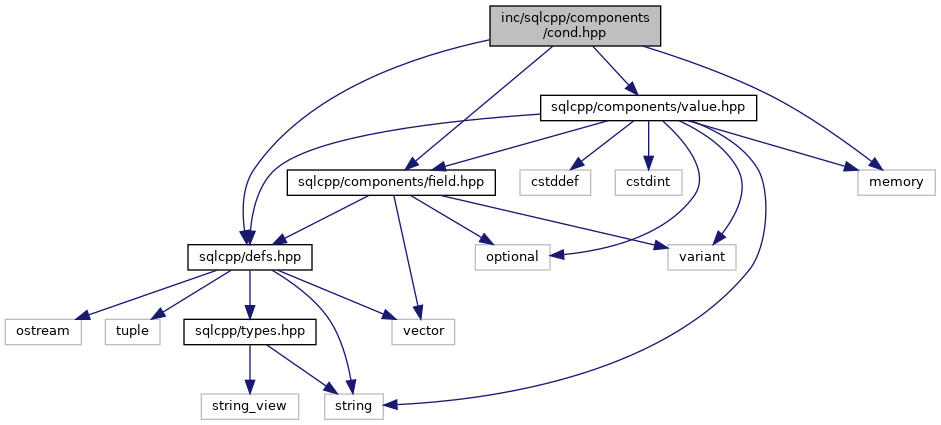 inc/sqlcpp/components
/cond.hpp
sqlcpp/components/value.hpp
sqlcpp/components/field.hpp
cstddef
cstdint
memory
sqlcpp/defs.hpp
optional
variant
ostream
tuple
sqlcpp/types.hpp
vector
string_view
string